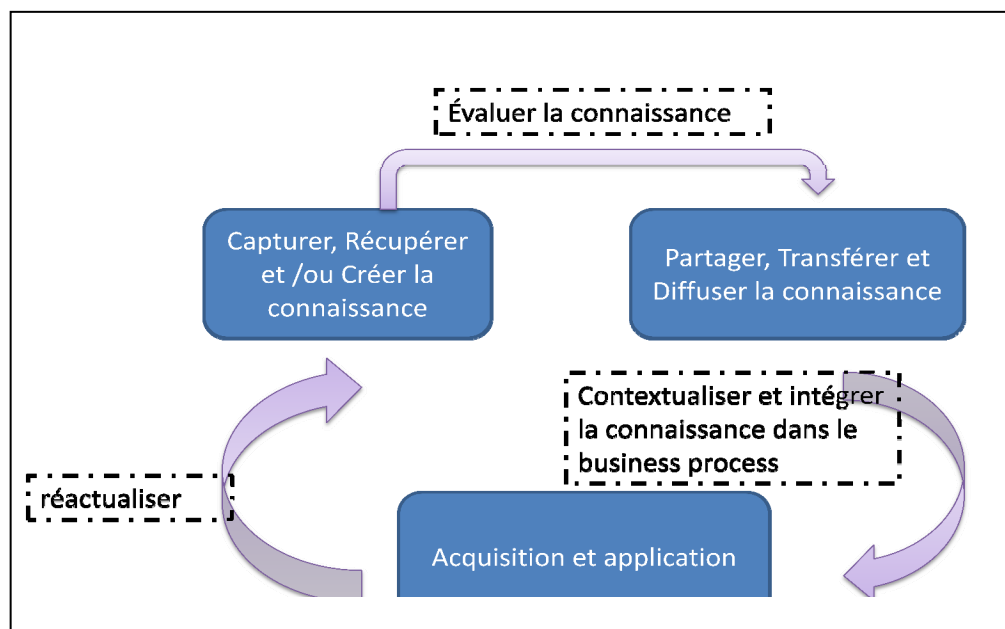 Évaluer la connaissance
Capturer, Récupérer
et /ou Créer la
connaissance
Partager, Transférer et
Diffuser la connaissance
Contextualiser et intégrer
la connaissance dans le
business process
réactualiser
Acquisition et application